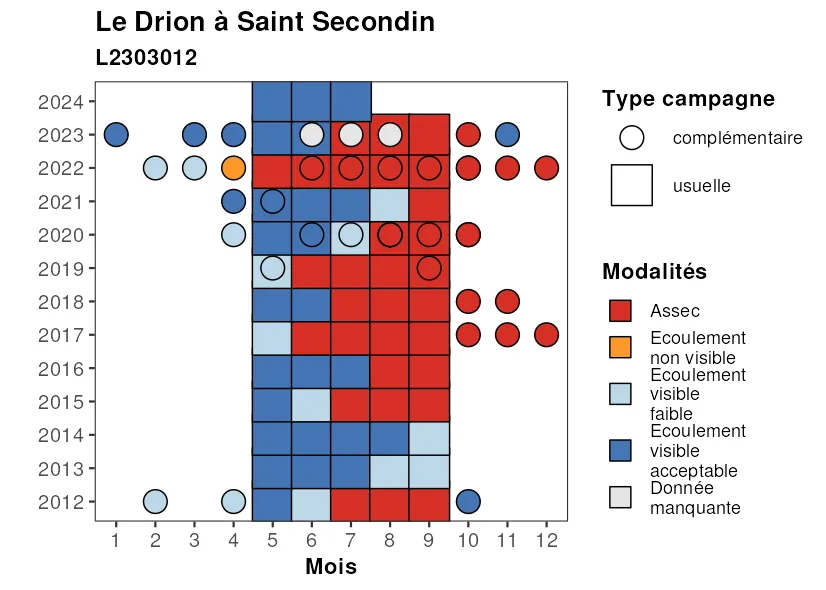 Le Drion à Saint Secondin
L2303012
2024
2023
2022
2021
2020
2019
2018
2017
2016
2015
2014
2013
2012
1 2 3 4 5 6 7 8 9 10 11 12
Mois
Type campagne
complémentaire
usuelle
Modalités
Assec
Ecoulement
non visible
Ecoulement
visible
faible
Ecoulement
visible
acceptable
Donnée
manquante